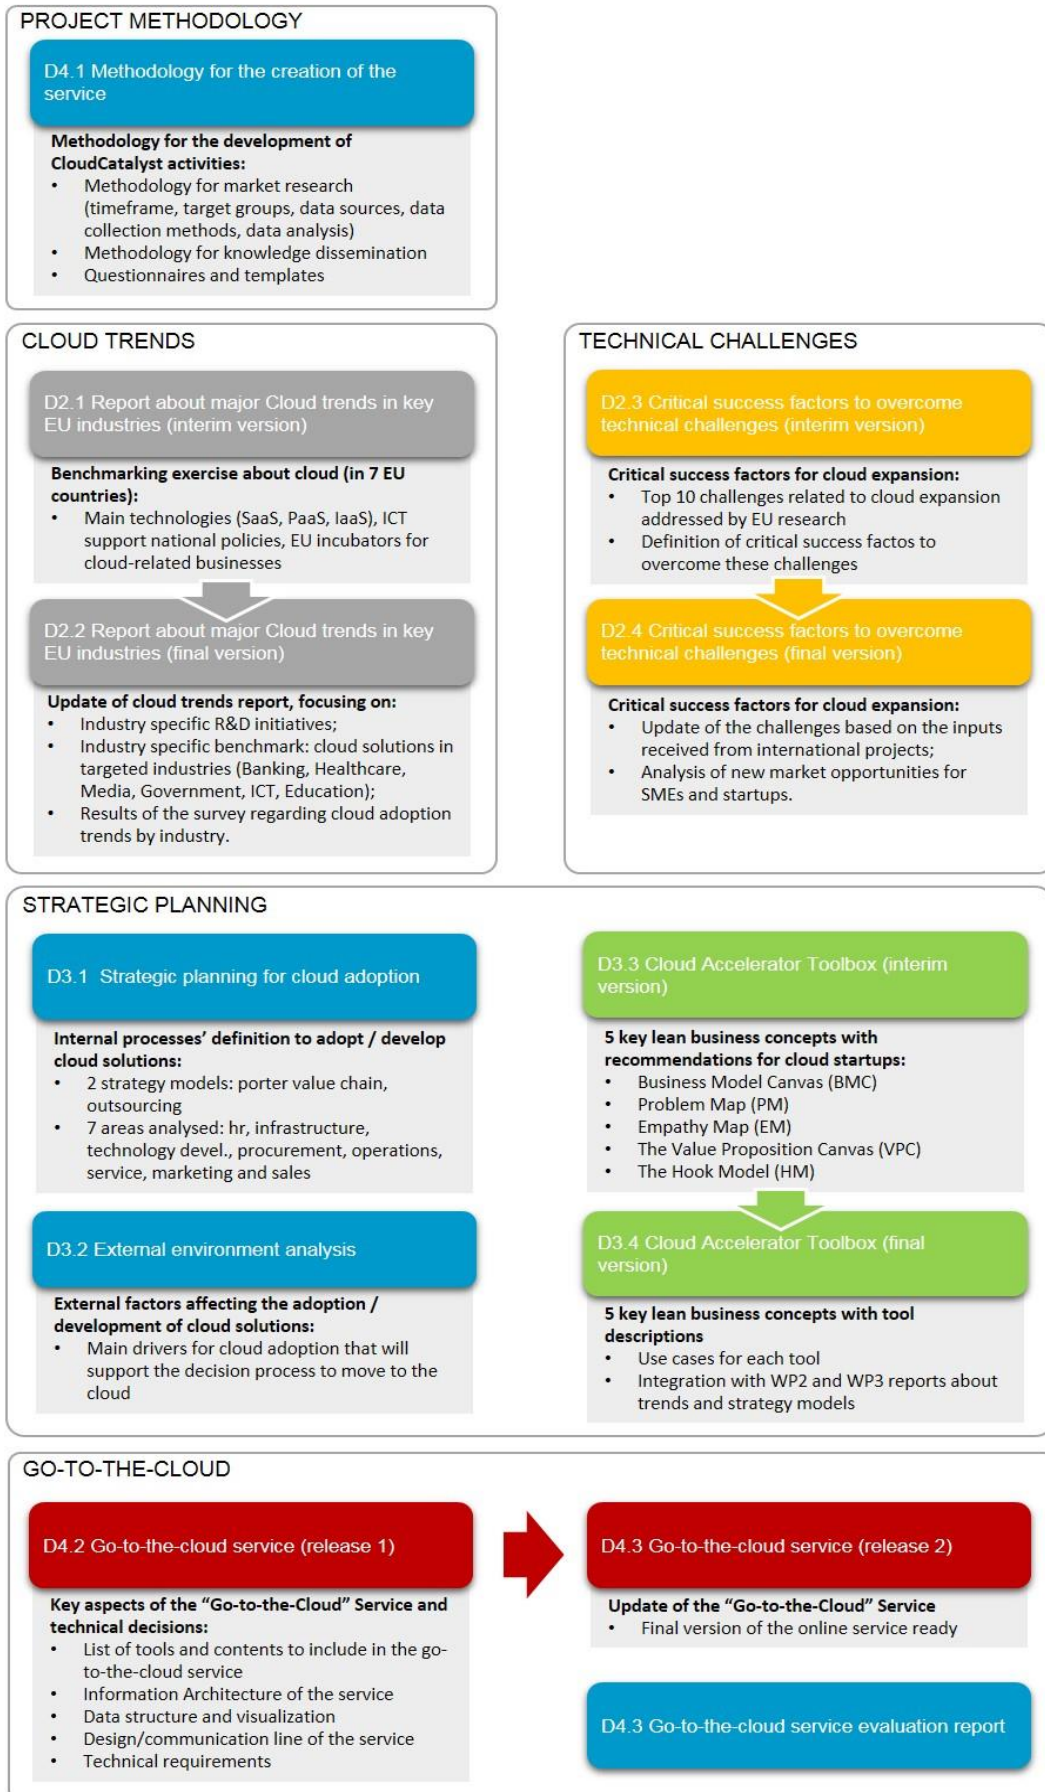 PROJECT METHODOLOGY
D4.1 Methodology for the creation of the
service
Methodology for the development of
CloudCatalyst activities:
• Methodology for market research
(timeframe, target groups, data sources, data
collection methods, data analysis)
• Methodology for knowledge dissemination
• Questionnaires and templates
CLOUD TRENDS
D2.1 Report about major Cloud trends in key
EU industries (interim version)
Benchmarking exercise about cloud (in 7 EU
countries):
• Main technologies (SaaS, PaaS, IaaS), ICT
support national policies, EU incubators for
cloud-related businesses
D2.2 Report about major Cloud trends in key
EU industries (final version)
Update of cloud trends report, focusing on:
• Industry specific R&D initiatives;
• Industry specific benchmark: cloud solutions in
targeted industries (Banking, Healthcare,
Media, Government, ICT, Education);
• Results of the survey regarding cloud adoption
trends by industry.
TECHNICAL CHALLENGES
D2.3 Critical success factors to overcome
technical challenges (interim version)
Critical success factors for cloud expansion:
• Top 10 challenges related to cloud expansion
addressed by EU research
• Definition of critical success factos to
overcome these challenges
D2.4 Critical success factors to overcome
technical challenges (final version)
Critical success factors for cloud expansion:
• Update of the challenges based on the inputs
received from international projects;
• Analysis of new market opportunities for
SMEs and startups.
STRATEGIC PLANNING
D3.1 Strategic planning for cloud adoption
Internal processes’ definition to adopt / develop
cloud solutions:
• 2 strategy models: porter value chain,
outsourcing
• 7 areas analysed: hr, infrastructure,
technology devel., procurement, operations,
service, marketing and sales
D3.2 External environment analysis
External factors affecting the adoption /
development of cloud solutions:
• Main drivers for cloud adoption that will
support the decision process to move to the
cloud
D3.3 Cloud Accelerator Toolbox (interim
version)
5 key lean business concepts with
recommendations for cloud startups:
• Business Model Canvas (BMC)
• Problem Map (PM)
• Empathy Map (EM)
• The Value Proposition Canvas (VPC)
• The Hook Model (HM)
D3.4 Cloud Accelerator Toolbox (final
version)
5 key lean business concepts with tool
descriptions
• Use cases for each tool
• Integration with WP2 and WP3 reports about
trends and strategy models
GO-TO-THE-CLOUD
D4.2 Go-to-the-cloud service (release 1)
Key aspects of the “Go-to-the-Cloud” Service and
technical decisions:
• List of tools and contents to include in the go-
to-the-cloud service
• Information Architecture of the service
• Data structure and visualization
• Design/communication line of the service
• Technical requirements
D4.3 Go-to-the-cloud service (release 2)
Update of the “Go-to-the-Cloud” Service
• Final version of the online service ready
D4.3 Go-to-the-cloud service evaluation report